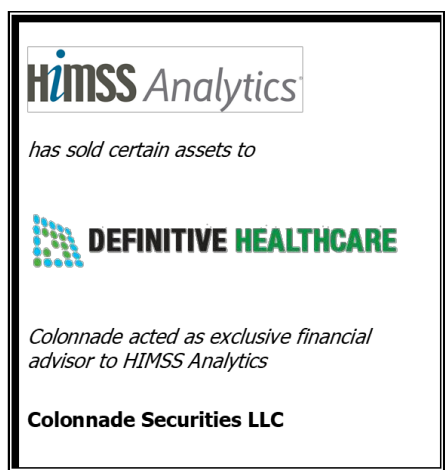 HiMSS Analytics
has sold certain assets to
DEFINITIVE HEALTHCARE
Colonnade acted as exclusive financial
advisor to HIMSS Analytics
Colonnade Securities LLC